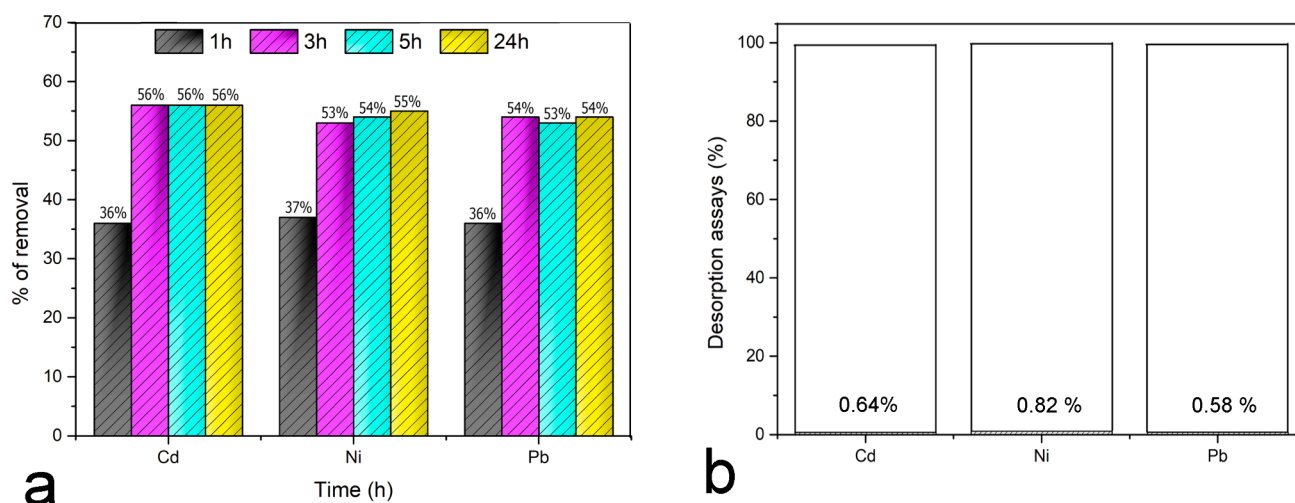 70
60
50
40
30
20
10
0
% of removal
1h 3h 5h 24h
36% 56% 56% 56%
37% 53% 54% 55%
36% 54% 53% 54%
Cd Ni Pb
Time (h)
a
100
80
60
40
20
0
Desorption assays (%)
0.64% 0.82 % 0.58 %
Cd Ni Pb
b